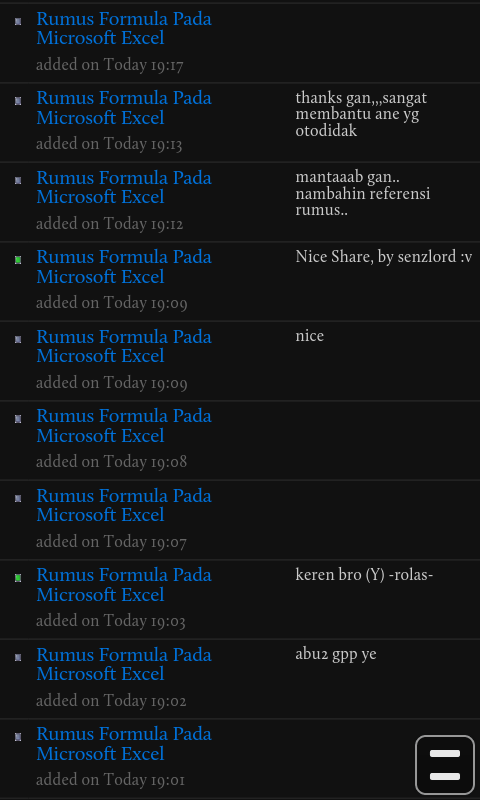 Rumus Formula Pada
Microsoft Excel
added on Today 19:17
Rumus Formula Pada
Microsoft Excel
added on Today 19:13
thanks gan,,,sangat
membantu ane yg
otodidak
Rumus Formula Pada
Microsoft Excel
added on Today 19:12
mantaaab gan..
nambahin referensi
rumus..
Rumus Formula Pada
Microsoft Excel
added on Today 19:09
Nice Share, by senzlord :v
Rumus Formula Pada
Microsoft Excel
added on Today 19:09
nice
Rumus Formula Pada
Microsoft Excel
added on Today 19:08
Rumus Formula Pada
Microsoft Excel
added on Today 19:07
Rumus Formula Pada
Microsoft Excel
added on Today 19:03
keren bro (Y) -rolas-
Rumus Formula Pada
Microsoft Excel
added on Today 19:02
abu2 gpp ye
Rumus Formula Pada
Microsoft Excel
added on Today 19:01